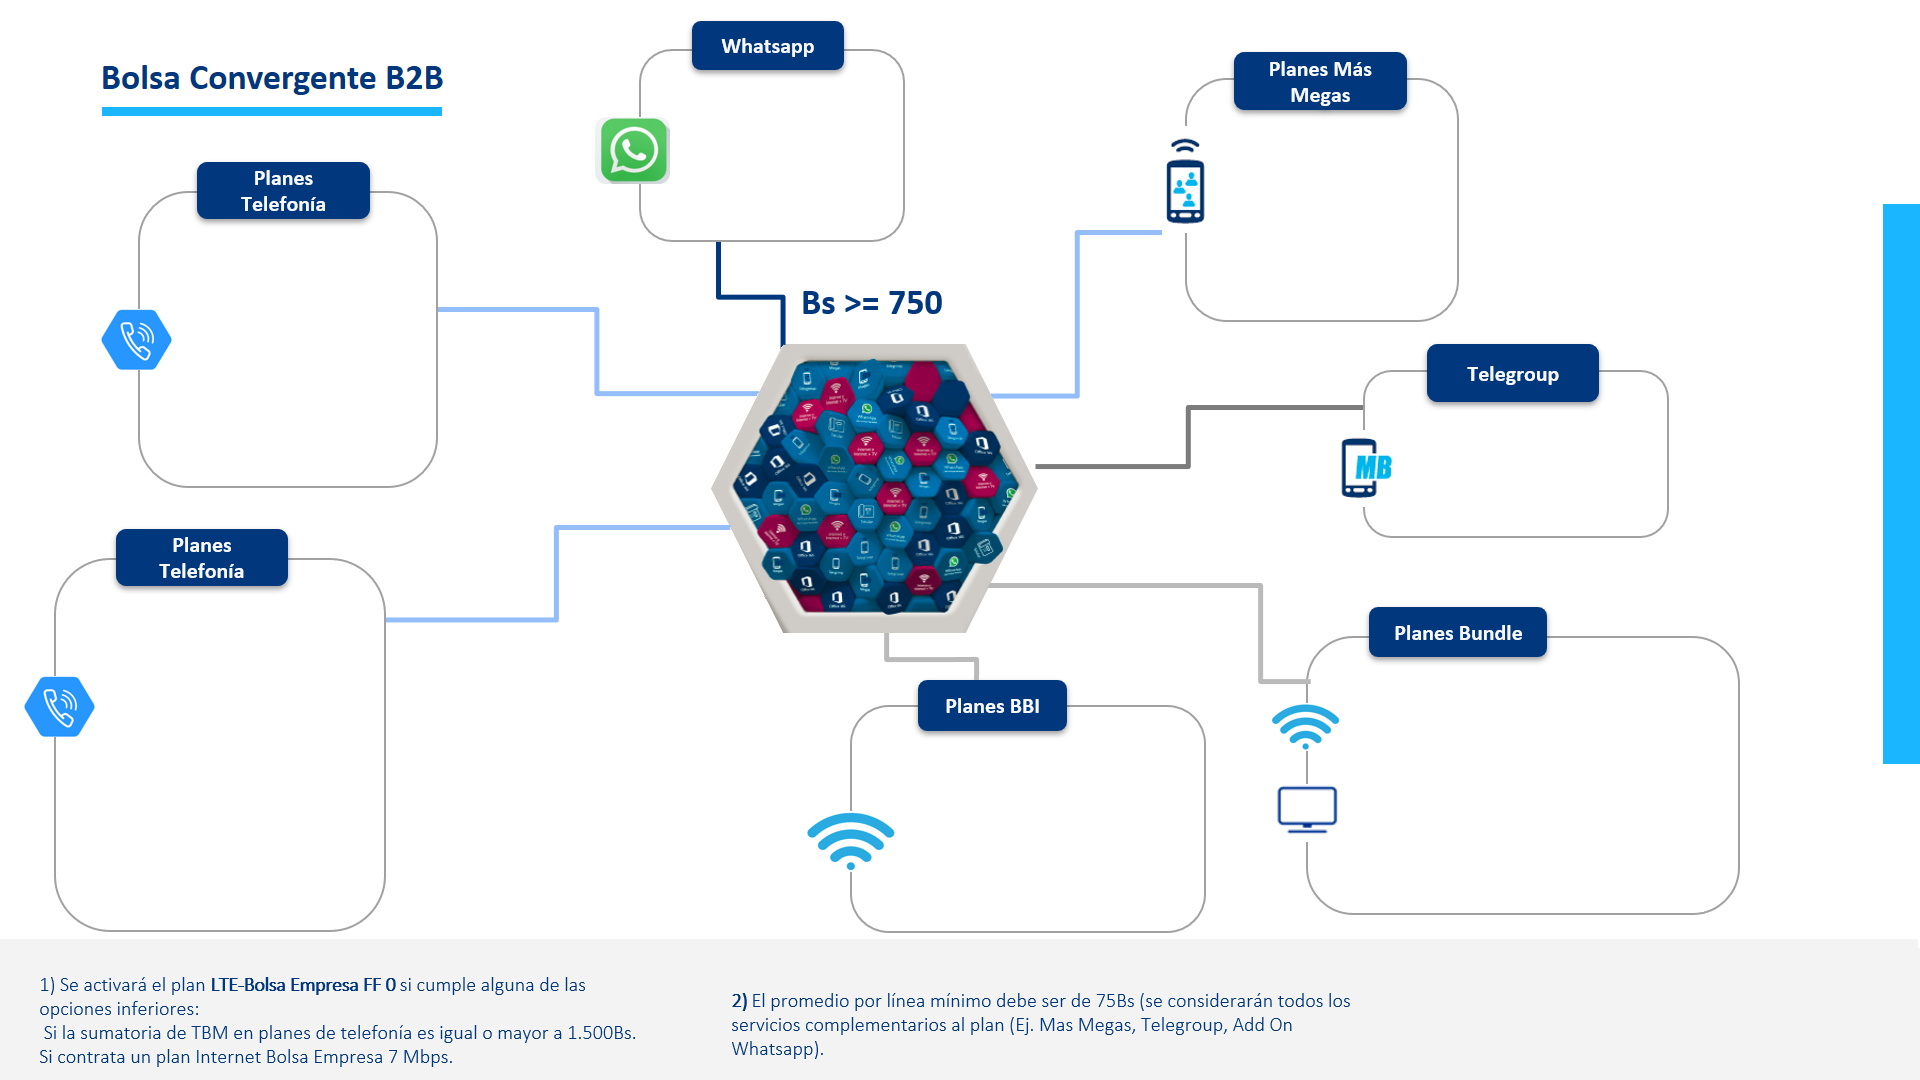 Bolsa Convergente B2B
Whatsapp
Planes Más
Megas
Planes
Telefonía
Bs >= 750
Telegroup
MB
Planes
Telefonía
Planes Bundle
Planes BBI
1) Se activará el plan LTE-Bolsa Empresa FF 0 si cumple alguna de las
opciones inferiores:
Si la sumatoria de TBM en planes de telefonía es igual o mayor a 1.500Bs.
Si contrata un plan Internet Bolsa Empresa 7 Mbps.
2) El promedio por línea mínimo debe ser de 75Bs (se considerarán todos los
servicios complementarios al plan (Ej. Mas Megas, Telegroup, Add On
Whatsapp).